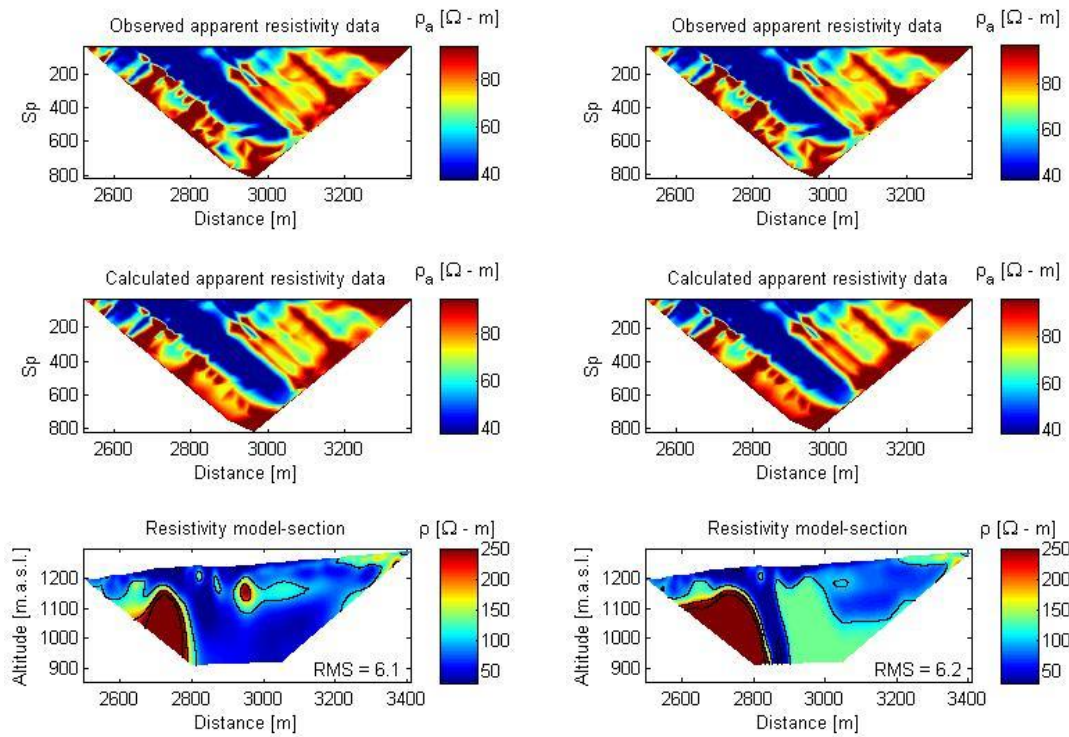 Observed apparent resistivity data
ρa [Ω - m]
Sp
200
400
600
800
2600 2800 3000 3200
Distance [m]
80
60
40
Observed apparent resistivity data
ρa [Ω - m]
Sp
200
400
600
800
2600 2800 3000 3200
Distance [m]
80
60
40
Calculated apparent resistivity data
ρa [Ω - m]
Sp
200
400
600
800
2600 2800 3000 3200
Distance [m]
80
60
40
Calculated apparent resistivity data
ρa [Ω - m]
Sp
200
400
600
800
2600 2800 3000 3200
Distance [m]
80
60
40
Resistivity model-section
ρ [Ω - m]
Altitude [m.a.s.l.]
1200
1100
1000
900
RMS = 6.1
2600 2800 3000 3200 3400
Distance [m]
250
200
150
100
50
Resistivity model-section
ρ [Ω - m]
Altitude [m.a.s.l.]
1200
1100
1000
900
RMS = 6.2
2600 2800 3000 3200 3400
Distance [m]
250
200
150
100
50